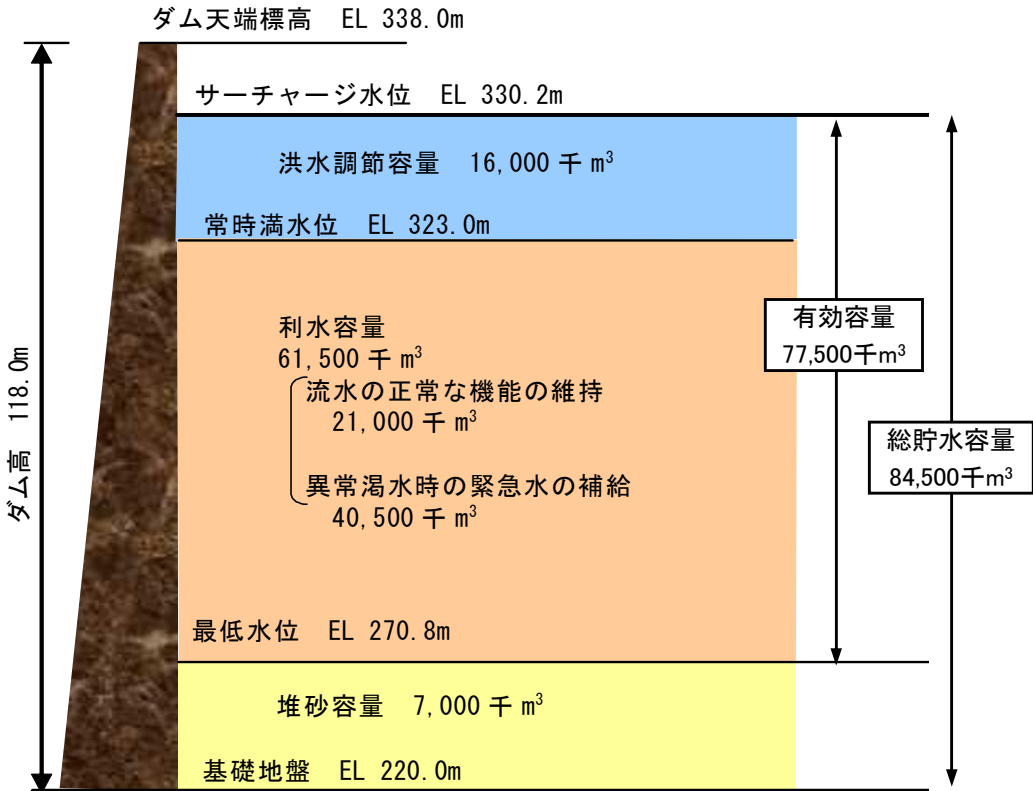 ダム天端標高　EL 338.0m
サーチャージ水位　EL 330.2m
洪水調節容量　16,000 千 m³
常時満水位　EL 323.0m
利水容量
61,500 千 m³
流水の正常な機能の維持
21,000 千 m³
異常渇水時の緊急水の補給
40,500 千 m³
最低水位　EL 270.8m
堆砂容量　7,000 千 m³
基礎地盤　EL 220.0m
ダム高　118.0m
有効容量
77,500千m³
総貯水容量
84,500千m³